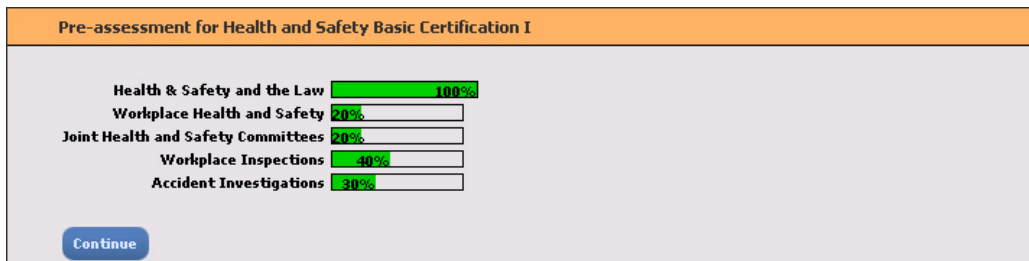 Pre-assessment for Health and Safety Basic Certification I
Health & Safety and the Law 100%
Workplace Health and Safety 20%
Joint Health and Safety Committees 20%
Workplace Inspections 40%
Accident Investigations 30%
Continue